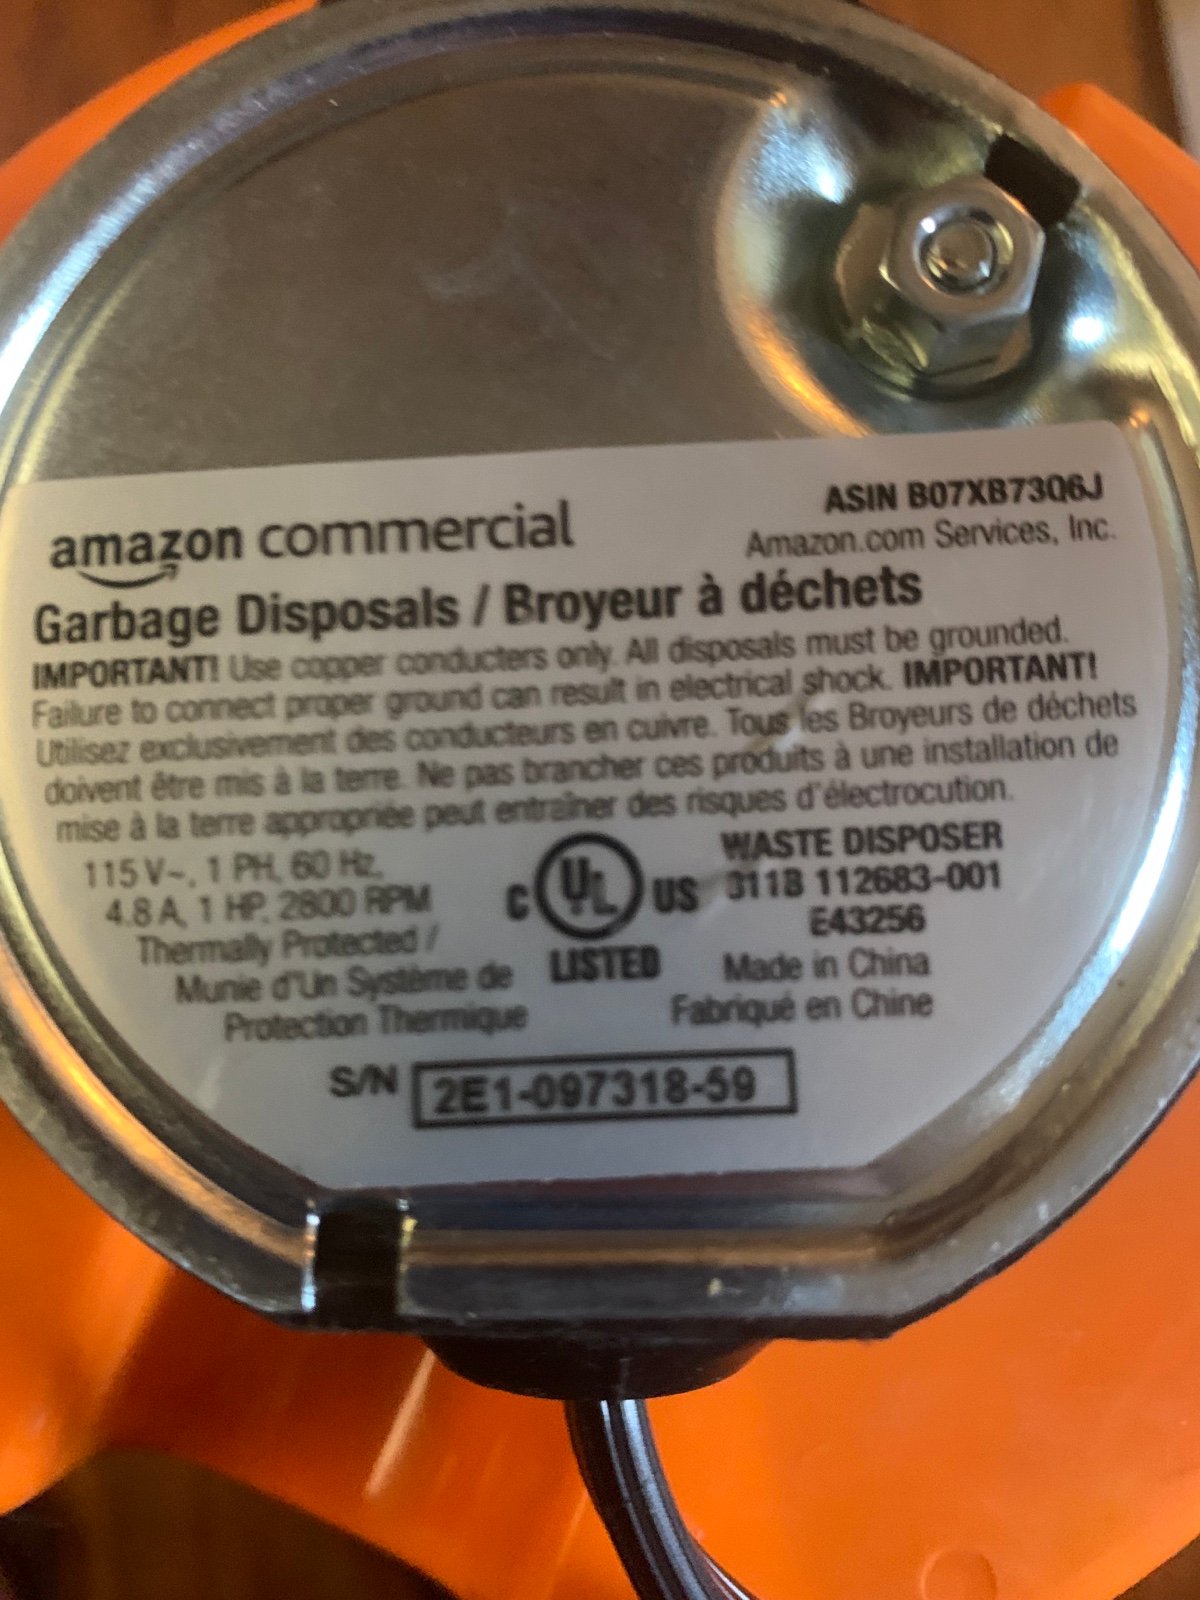 amazon commercial
ASIN B07XB73Q6J
Amazon.com Services, Inc.
Garbage Disposals / Broyeur à déchets
IMPORTANT! Use copper conducters only. All disposals must be grounded.
Failure to connect proper ground can result in electrical shock. IMPORTANT!
Utilisez exclusivement des conducteurs en cuivre. Tous les Broyeurs de déchets
doivent être mis à la terre. Ne pas brancher ces produits à une installation de
mise à la terre appropriée peut entraîner des risques d'électrocution.
115 V~, 1 PH, 60 Hz,
4.8 A, 1 HP, 2800 RPM
Thermally Protected /
Munie d'Un Système de
Protection Thermique
C UL US
LISTED
WASTE DISPOSER
311B 112683-001
E43256
Made in China
Fabriqué en Chine
S/N 2E1-097318-59